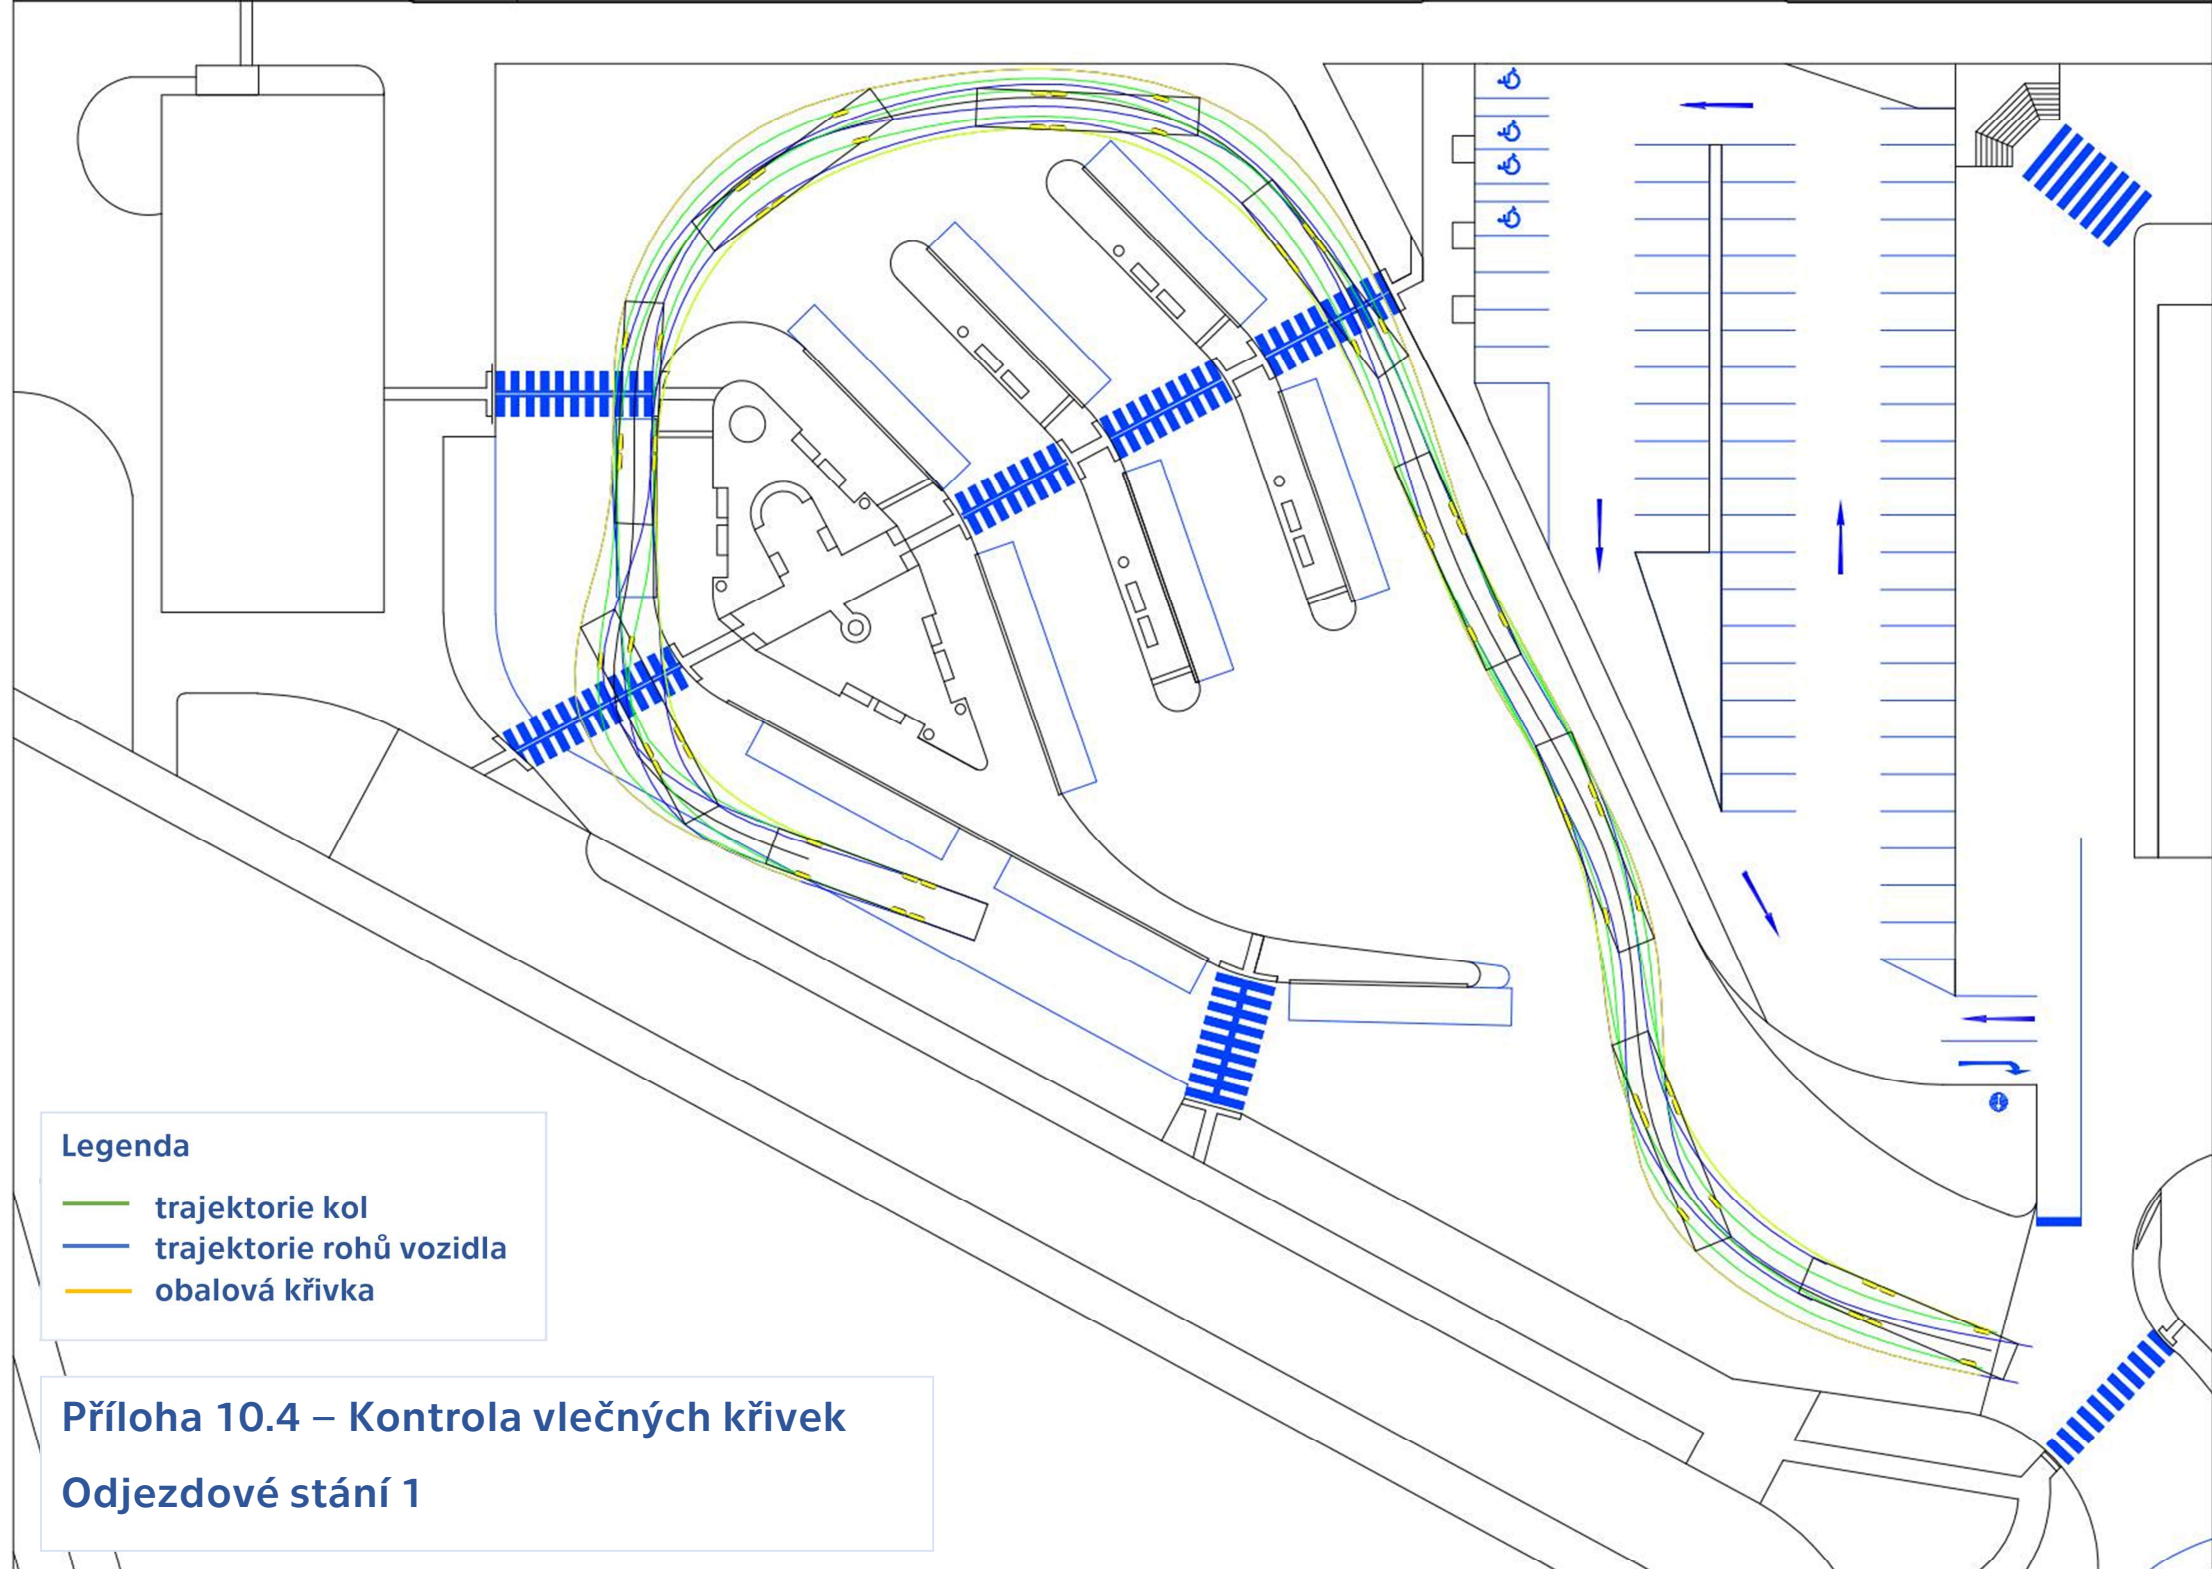 Legenda
trajektorie kol
trajektorie rohů vozidla
obalová křivka
Příloha 10.4 – Kontrola vlečných křivek
Odjezdové stání 1